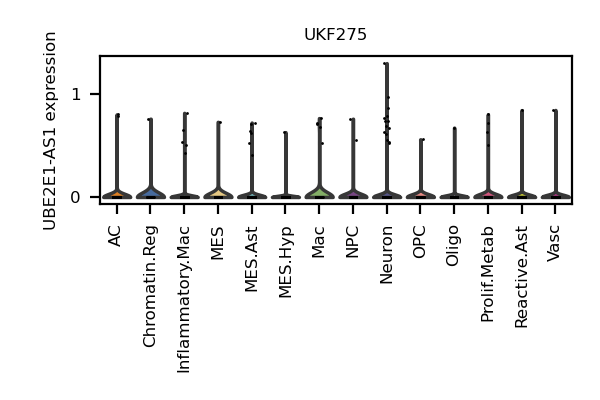 UKF275
UBE2E1-AS1 expression
1
0
AC
Chromatin.Reg
Inflammatory.Mac
MES
MES.Ast
MES.Hyp
Mac
NPC
Neuron
OPC
Oligo
Prolif.Metab
Reactive.Ast
Vasc